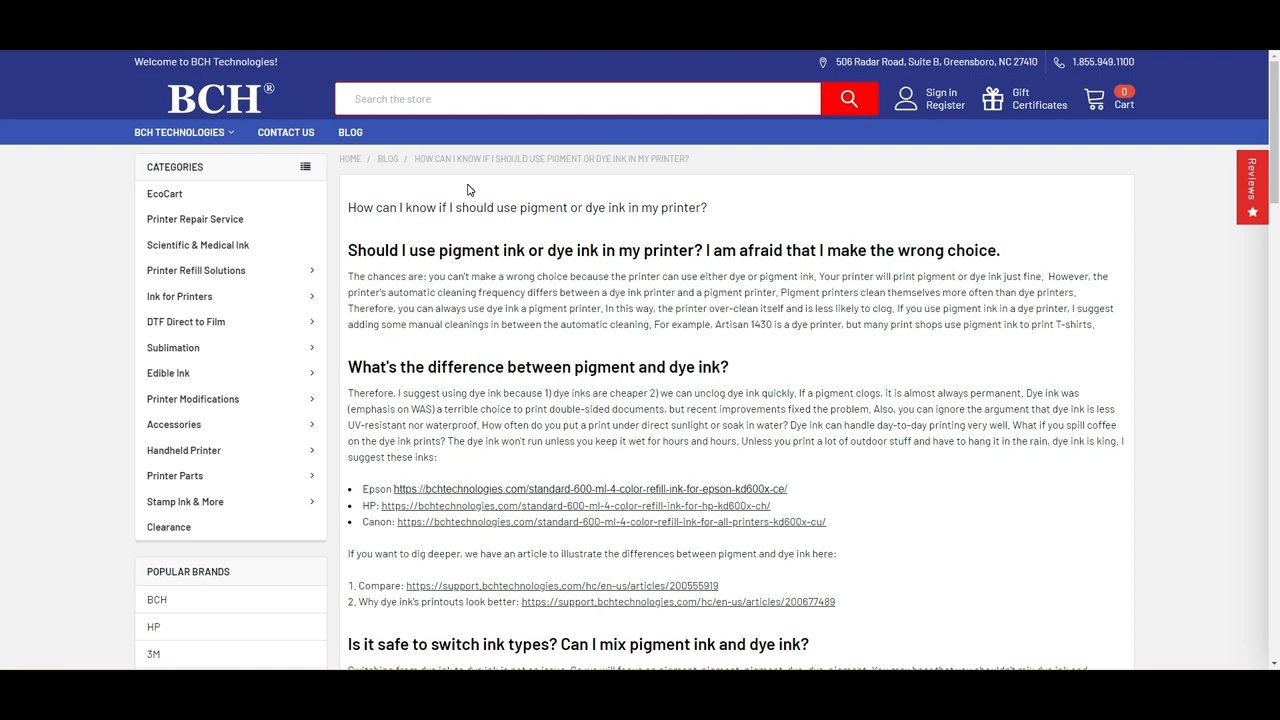 Welcome to BCH Technologies!
506 Radar Road, Suite B, Greensboro, NC 27410
1.855.949.1100
BCH®
Search the store
Sign in
Register
Gift
Certificates
0
Cart
BCH TECHNOLOGIES
CONTACT US
BLOG
CATEGORIES
EcoCart
Printer Repair Service
Scientific & Medical Ink
Printer Refill Solutions
Ink for Printers
DTF Direct to Film
Sublimation
Edible Ink
Printer Modifications
Accessories
Handheld Printer
Printer Parts
Stamp Ink & More
Clearance
POPULAR BRANDS
BCH
HP
3M
HOME / BLOG / HOW CAN I KNOW IF I SHOULD USE PIGMENT OR DYE INK IN MY PRINTER?
How can I know if I should use pigment or dye ink in my printer?
Should I use pigment ink or dye ink in my printer? I am afraid that I make the wrong choice.
The chances are: you can't make a wrong choice because the printer can use either dye or pigment ink. Your printer will print pigment or dye ink just fine. However, the
printer's automatic cleaning frequency differs between a dye ink printer and a pigment printer. Pigment printers clean themselves more often than dye printers.
Therefore, you can always use dye ink a pigment printer. In this way, the printer over-clean itself and is less likely to clog. If you use pigment ink in a dye printer, I suggest
adding some manual cleanings in between the automatic cleaning. For example, Artisan 1430 is a dye printer, but many print shops use pigment ink to print T-shirts.
What's the difference between pigment and dye ink?
Therefore, I suggest using dye ink because 1) dye inks are cheaper 2) we can unclog dye ink quickly. If a pigment clogs, it is almost always permanent. Dye ink was
(emphasis on WAS) a terrible choice to print double-sided documents, but recent improvements fixed the problem. Also, you can ignore the argument that dye ink is less
UV-resistant nor waterproof. How often do you put a print under direct sunlight or soak in water? Dye ink can handle day-to-day printing very well. What if you spill coffee
on the dye ink prints? The dye ink won't run unless you keep it wet for hours and hours. Unless you print a lot of outdoor stuff and have to hang it in the rain, dye ink is king. I
suggest these inks:
• Epson https://bchtechnologies.com/standard-600-ml-4-color-refill-ink-for-epson-kd600x-ce/
• HP: https://bchtechnologies.com/standard-600-ml-4-color-refill-ink-for-hp-kd600x-ch/
• Canon: https://bchtechnologies.com/standard-600-ml-4-color-refill-ink-for-all-printers-kd600x-cu/
If you want to dig deeper, we have an article to illustrate the differences between pigment and dye ink here:
1. Compare: https://support.bchtechnologies.com/hc/en-us/articles/200555919
2. Why dye ink's printouts look better: https://support.bchtechnologies.com/hc/en-us/articles/200677489
Is it safe to switch ink types? Can I mix pigment ink and dye ink?
Reviews